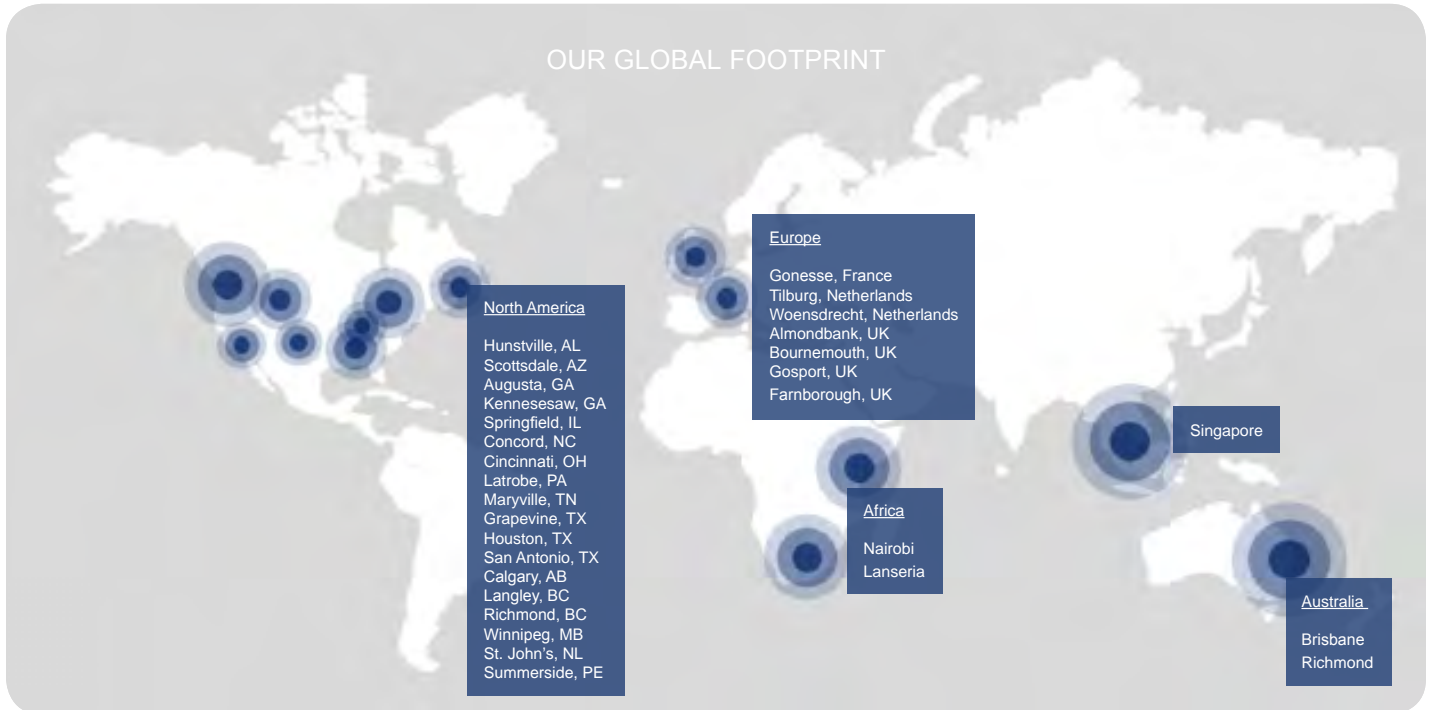 OUR GLOBAL FOOTPRINT
North America
Hunstville, AL
Scottsdale, AZ
Augusta, GA
Kennesesaw, GA
Springfield, IL
Concord, NC
Cincinnati, OH
Latrobe, PA
Maryville, TN
Grapevine, TX
Houston, TX
San Antonio, TX
Calgary, AB
Langley, BC
Richmond, BC
Winnipeg, MB
St. John’s, NL
Summerside, PE
Europe
Gonesse, France
Tilburg, Netherlands
Woensdrecht, Netherlands
Almondbank, UK
Bournemouth, UK
Gosport, UK
Farnborough, UK
Africa
Nairobi
Lanseria
Singapore
Australia
Brisbane
Richmond